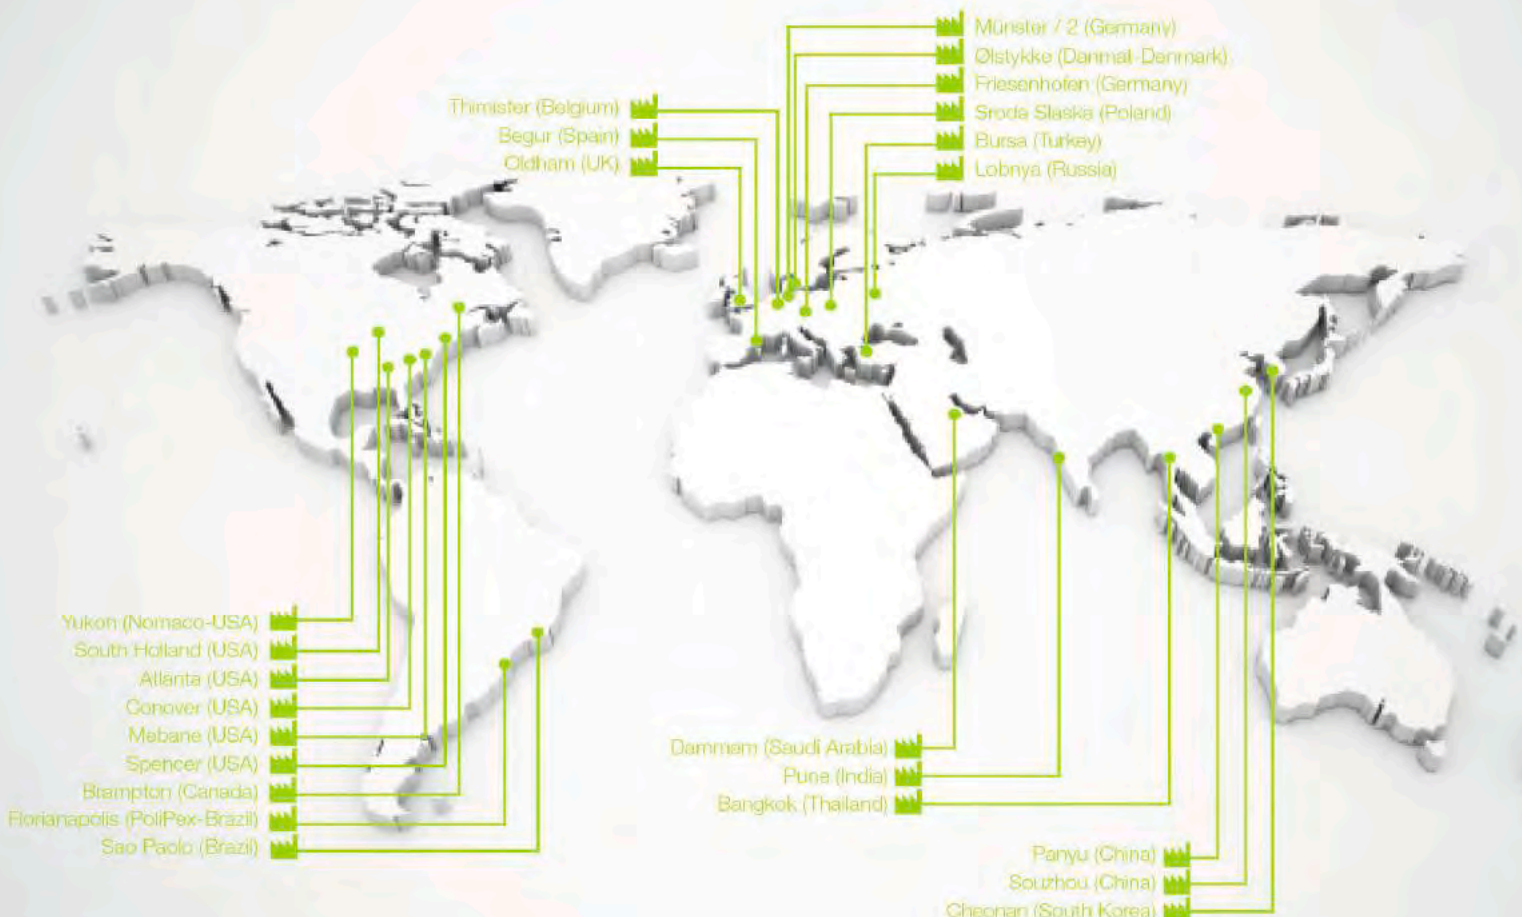 Münster / 2 (Germany)
Ølstykke (Danmat-Denmark)
Friesenhofen (Germany)
Sroda Slaska (Poland)
Bursa (Turkey)
Lobnya (Russia)
Thimister (Belgium)
Begur (Spain)
Oldham (UK)
Yukon (Nomaco-USA)
South Holland (USA)
Atlanta (USA)
Conover (USA)
Mebane (USA)
Spencer (USA)
Brampton (Canada)
Florianapolis (PoliPex-Brazil)
Sao Paolo (Brazil)
Dammam (Saudi Arabia)
Pune (India)
Bangkok (Thailand)
Panyu (China)
Souzhou (China)
Cheonan (South Korea)